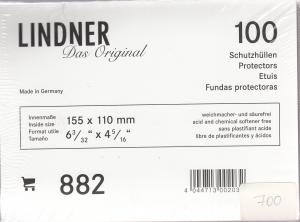 LINDNER
Das Original
100
Schutzhüllen
Protectors
Etuis
Fundas protectoras
Made in Germany
Innenmaße
Inside size
Format utile
Tamaño
155 x 110 mm
6 3/32 " x 4 5/16 "
weichmacher- und säurefrei
acid and chemical softener free
sans plastifiant acide
libre de plastificantes y ácidos
882
4 044713 00203
700